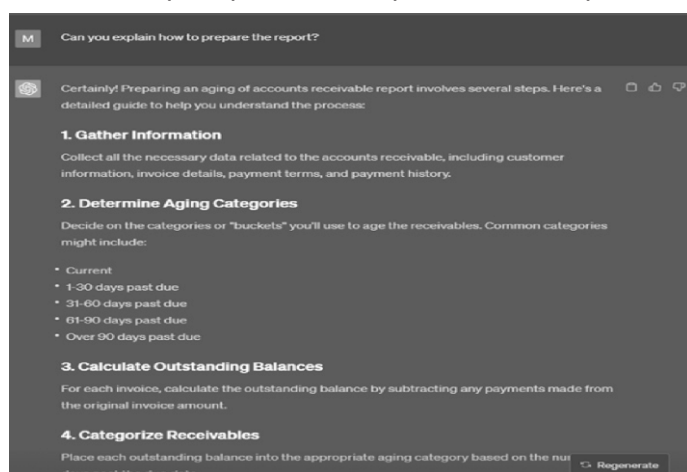 M
Can you explain how to prepare the report?
Certainly! Preparing an aging of accounts receivable report involves several steps. Here's a
detailed guide to help you understand the process:
1. Gather Information
Collect all the necessary data related to the accounts receivable, including customer
information, invoice details, payment terms, and payment history.
2. Determine Aging Categories
Decide on the categories or "buckets" you'll use to age the receivables. Common categories
might include:
• Current
• 1-30 days past due
• 31-60 days past due
• 61-90 days past due
• Over 90 days past due
3. Calculate Outstanding Balances
For each invoice, calculate the outstanding balance by subtracting any payments made from
the original invoice amount.
4. Categorize Receivables
Place each outstanding balance into the appropriate aging category based on the
Regenerate